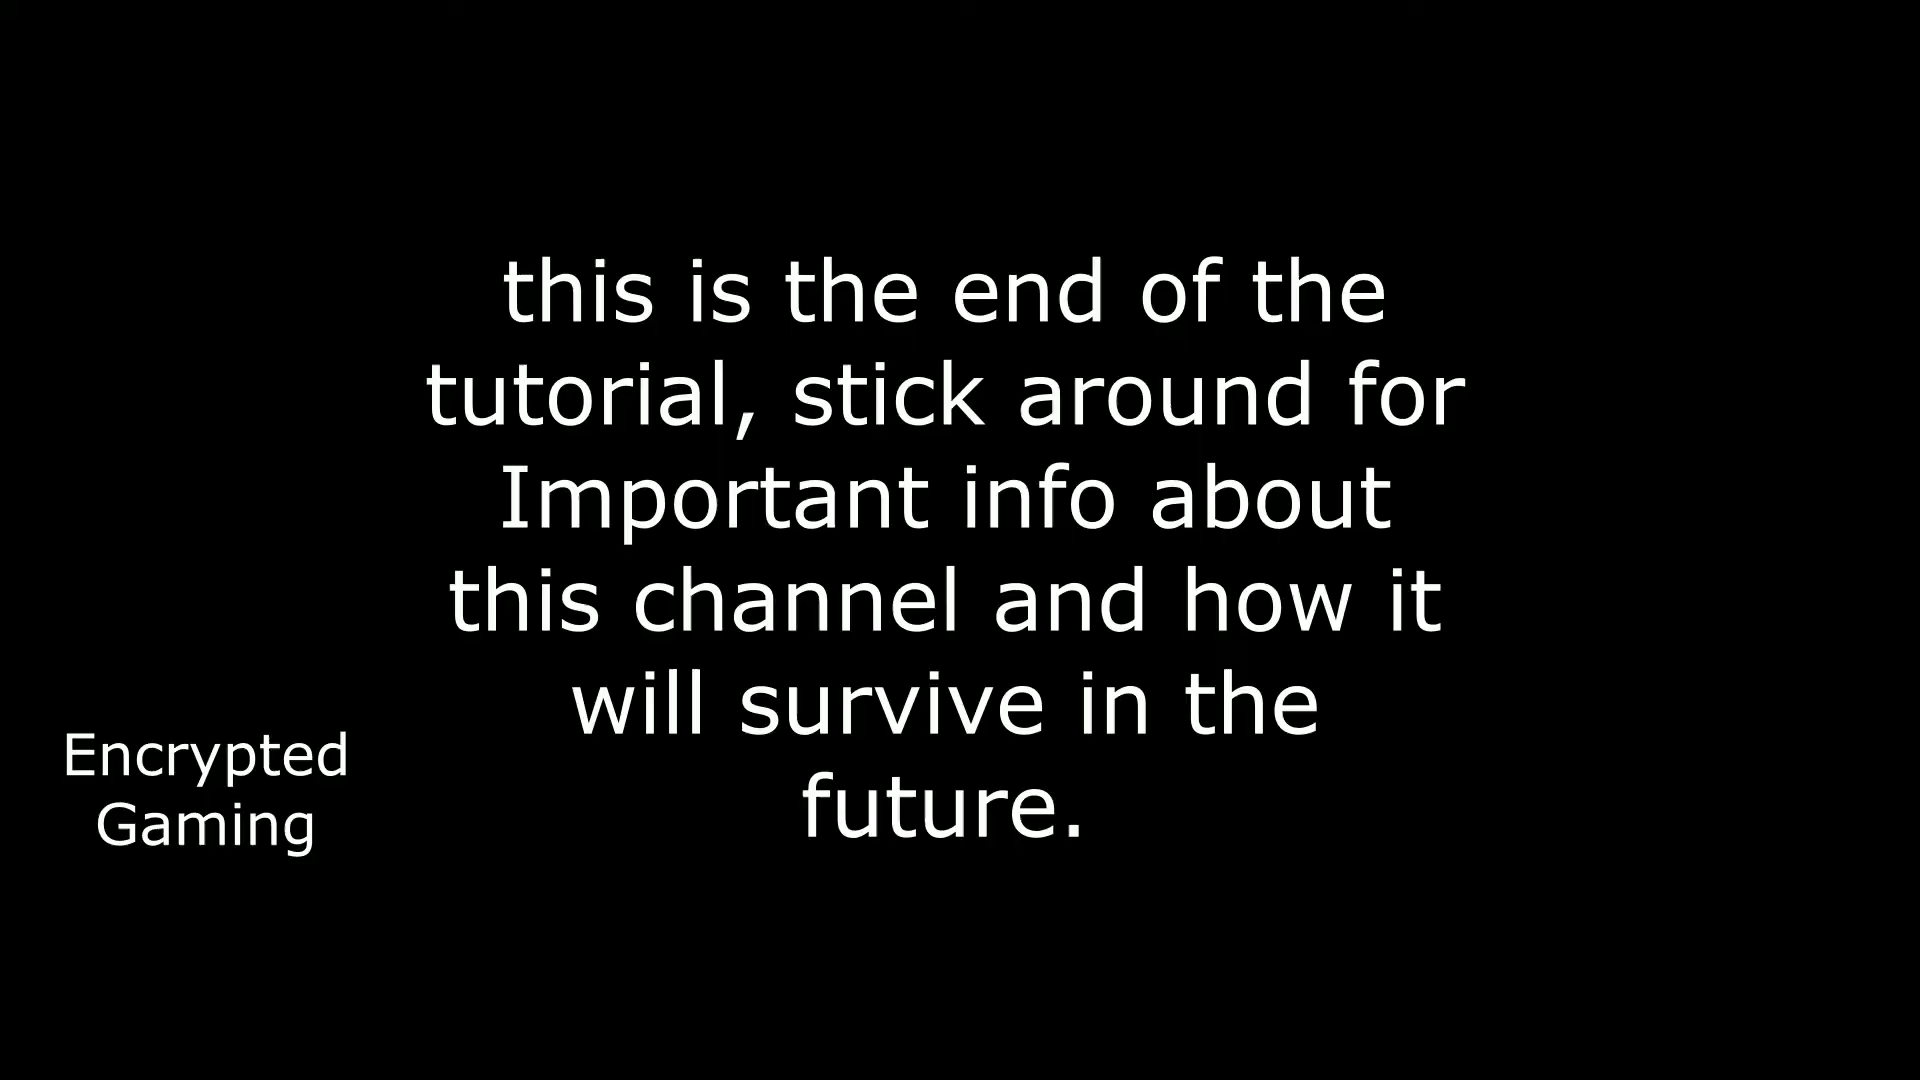 this is the end of the
tutorial, stick around for
Important info about
this channel and how it
will survive in the
future.
Encrypted
Gaming